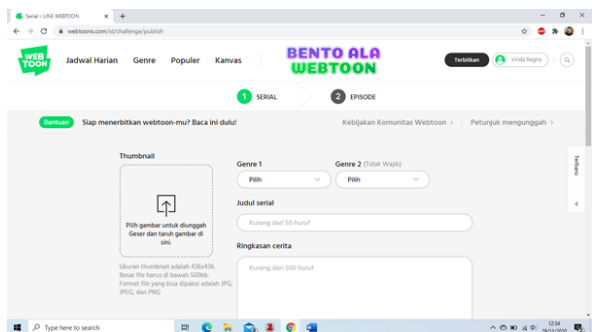 Serial :: LINE WEBTOON
webtoons.com/id/challenge/publish
WEB
TOON
Jadwal Harian Genre Populer Kanvas
BENTO ALA
WEBTOON
Terbitkan
Vinda Regita
1 SERIAL
2 EPISODE
Bantuan Siap menerbitkan webtoon-mu? Baca ini dulu!
Kebijakan Komunitas Webtoon > Petunjuk mengunggah >
Thumbnail
Pilih gambar untuk diunggah
Geser dan taruh gambar di
sini.
Ukuran thumbnail adalah 436x436.
Besar file harus di bawah 500kb.
Format file yang bisa dipakai adalah JPG,
JPEG, dan PNG
Genre 1 Genre 2 (Tidak Wajib)
Pilih Pilih
Judul serial
Kurang dari 50 huruf
Ringkasan cerita
Kurang dari 500 huruf
Terbaru
Type here to search
12:34